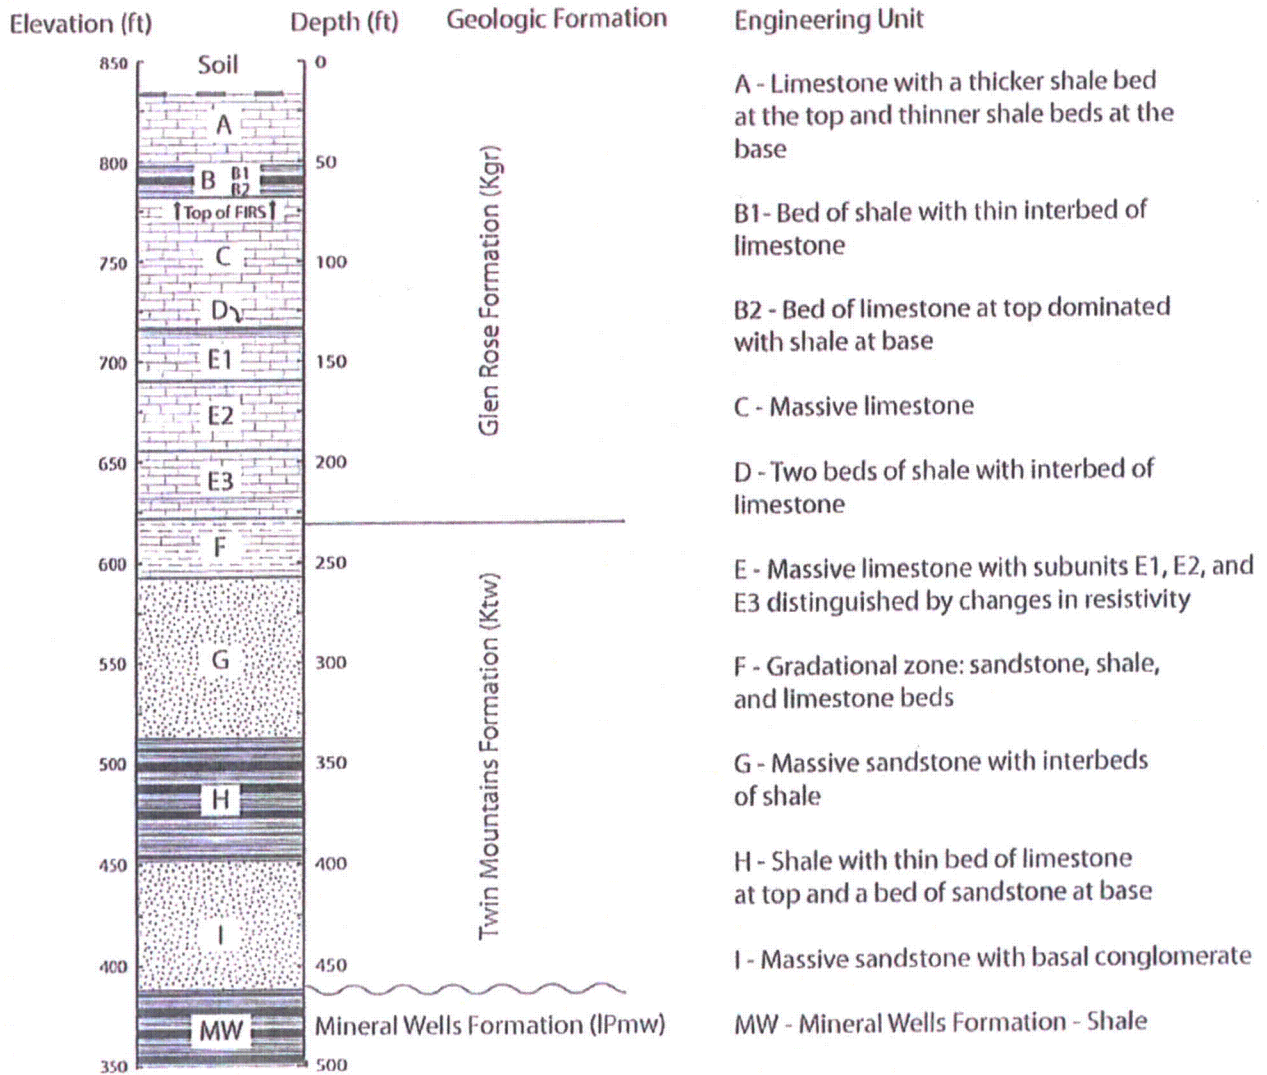 Elevation (ft) Depth (ft) Geologic Formation Engineering Unit
850 Soil 0
A
800 50
B B1
B2
↑Top of FIRS↑
C
750 100
D
E1
700 150
E2
650 200
E3
F
600 250
G
550 300
500 350
H
450 400
I
400 450
MW
350 500
Glen Rose Formation (Kgr)
Twin Mountains Formation (Ktw)
Mineral Wells Formation (lPmw)
A - Limestone with a thicker shale bed
at the top and thinner shale beds at the
base
B1- Bed of shale with thin interbed of
limestone
B2 - Bed of limestone at top dominated
with shale at base
C - Massive limestone
D - Two beds of shale with interbed of
limestone
E - Massive limestone with subunits E1, E2, and
E3 distinguished by changes in resistivity
F - Gradational zone: sandstone, shale,
and limestone beds
G - Massive sandstone with interbeds
of shale
H - Shale with thin bed of limestone
at top and a bed of sandstone at base
I - Massive sandstone with basal conglomerate
MW - Mineral Wells Formation - Shale